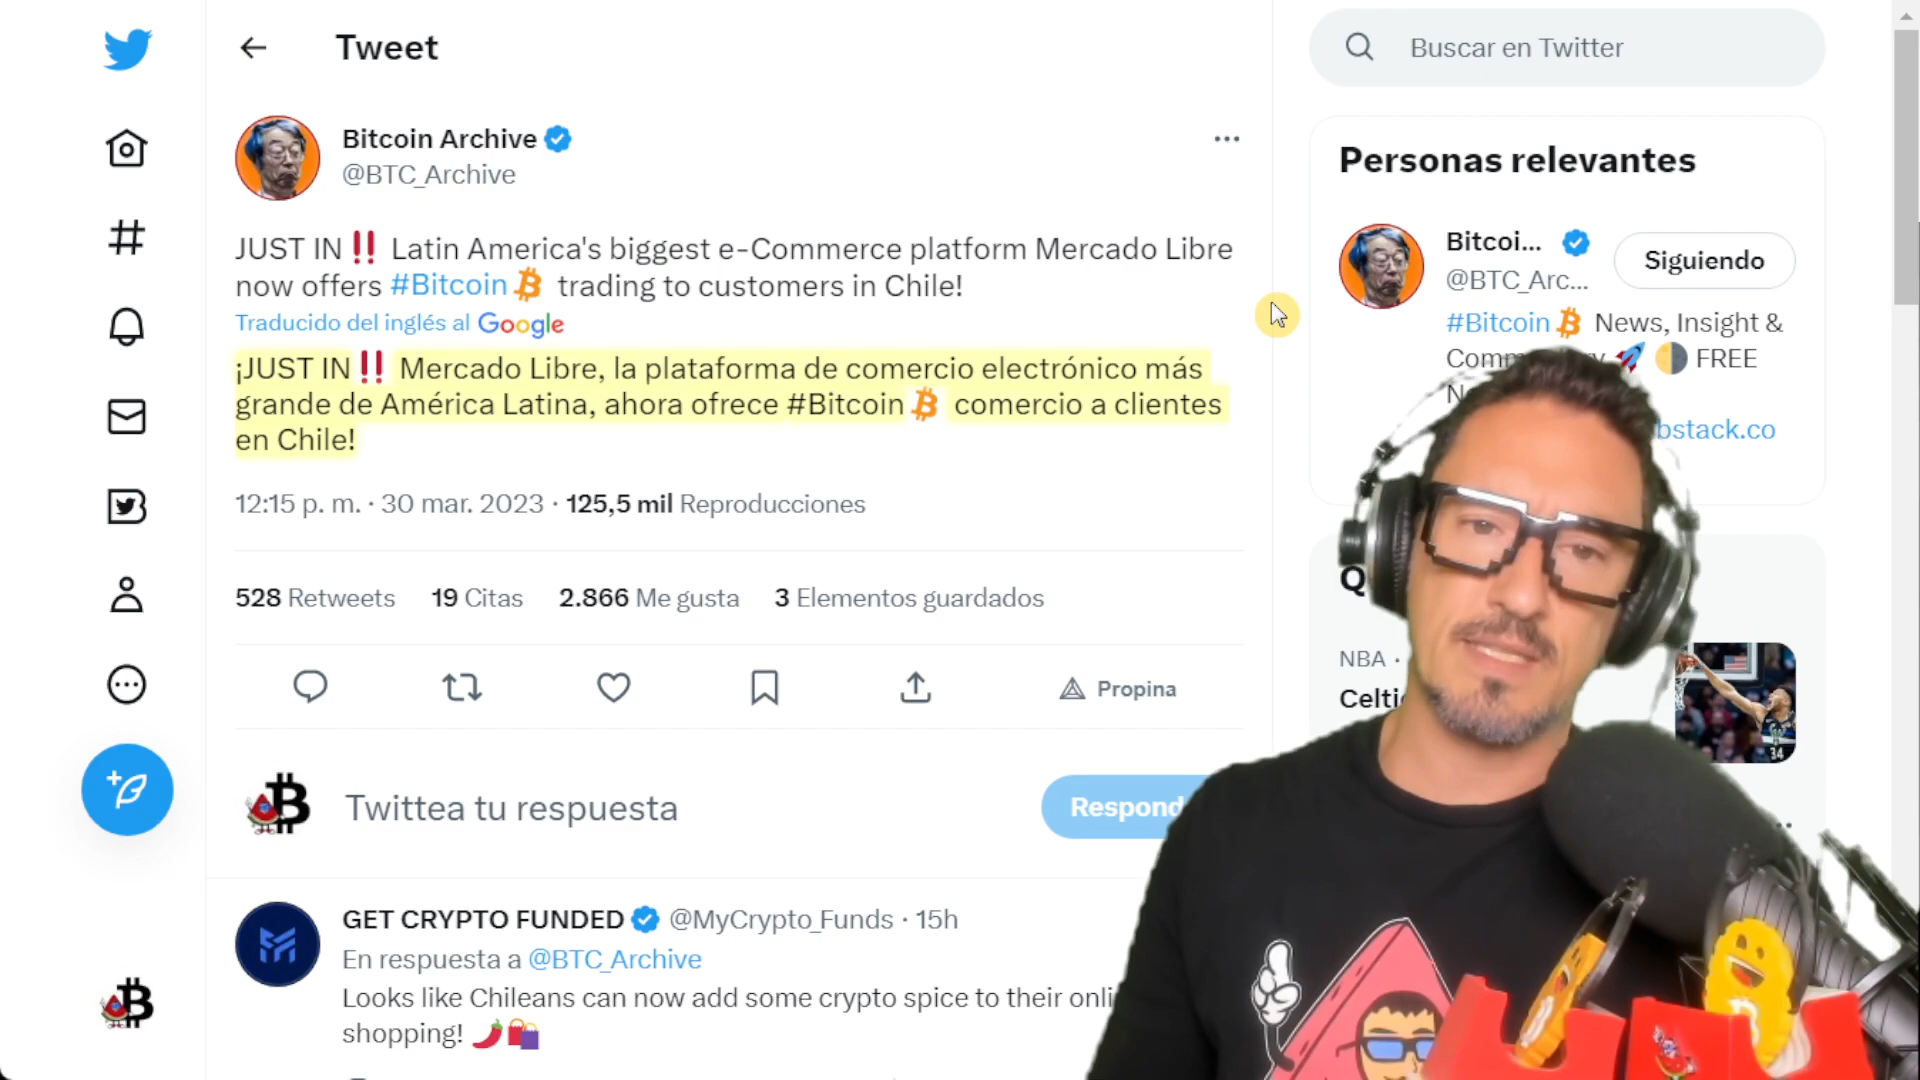 Tweet
Buscar en Twitter
Bitcoin Archive
@BTC_Archive
JUST IN‼️ Latin America's biggest e-Commerce platform Mercado Libre
now offers #Bitcoin trading to customers in Chile!
Traducido del inglés al Google
¡JUST IN‼️ Mercado Libre, la plataforma de comercio electrónico más
grande de América Latina, ahora ofrece #Bitcoin comercio a clientes
en Chile!
12:15 p. m. · 30 mar. 2023 · 125,5 mil Reproducciones
528 Retweets 19 Citas 2.866 Me gusta 3 Elementos guardados
Propina
Twittea tu respuesta
Respond
GET CRYPTO FUNDED @MyCrypto_Funds · 15h
En respuesta a @BTC_Archive
Looks like Chileans can now add some crypto spice to their onli
shopping! 🌶️🛍️
Personas relevantes
Bitcoi...
@BTC_Arc...
Siguiendo
#Bitcoin News, Insight &
FREE
bstack.co
NBA ·
Celti
34